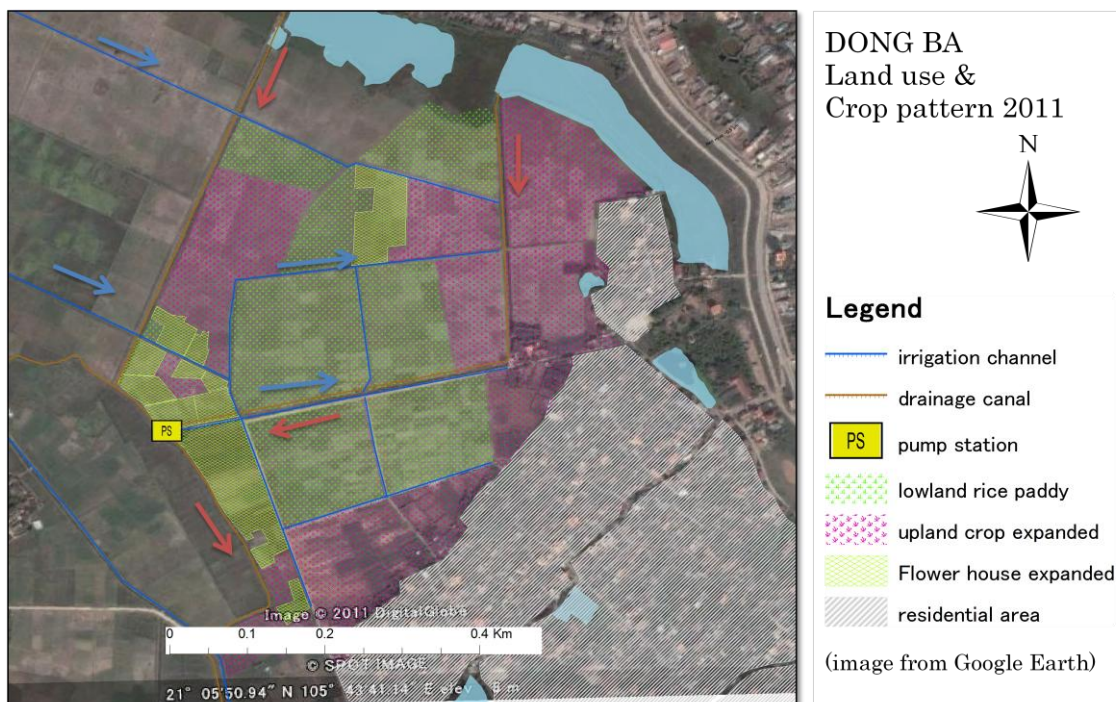 DONG BA
Land use &
Crop pattern 2011
N
Legend
irrigation channel
drainage canal
PS
pump station
lowland rice paddy
upland crop expanded
Flower house expanded
residential area
(image from Google Earth)
PS
Image © 2011 DigitalGlobe
0 0.1 0.2 0.4 Km
© SPOT IMAGE
21° 05'50.94" N 105° 43'41.14" E elev 8 m